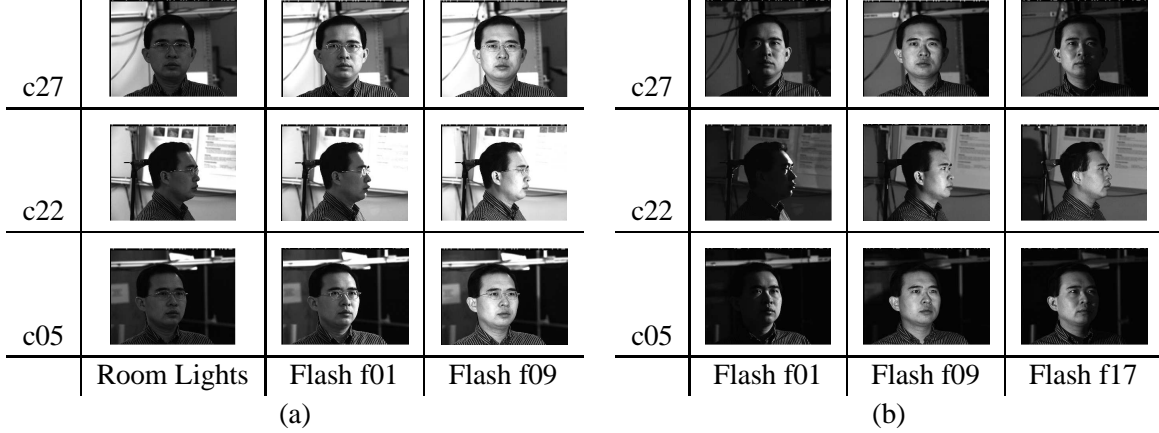 c27 c27
c22 c22
c05 c05
Room Lights Flash f01 Flash f09 Flash f01 Flash f09 Flash f17
(a) (b)